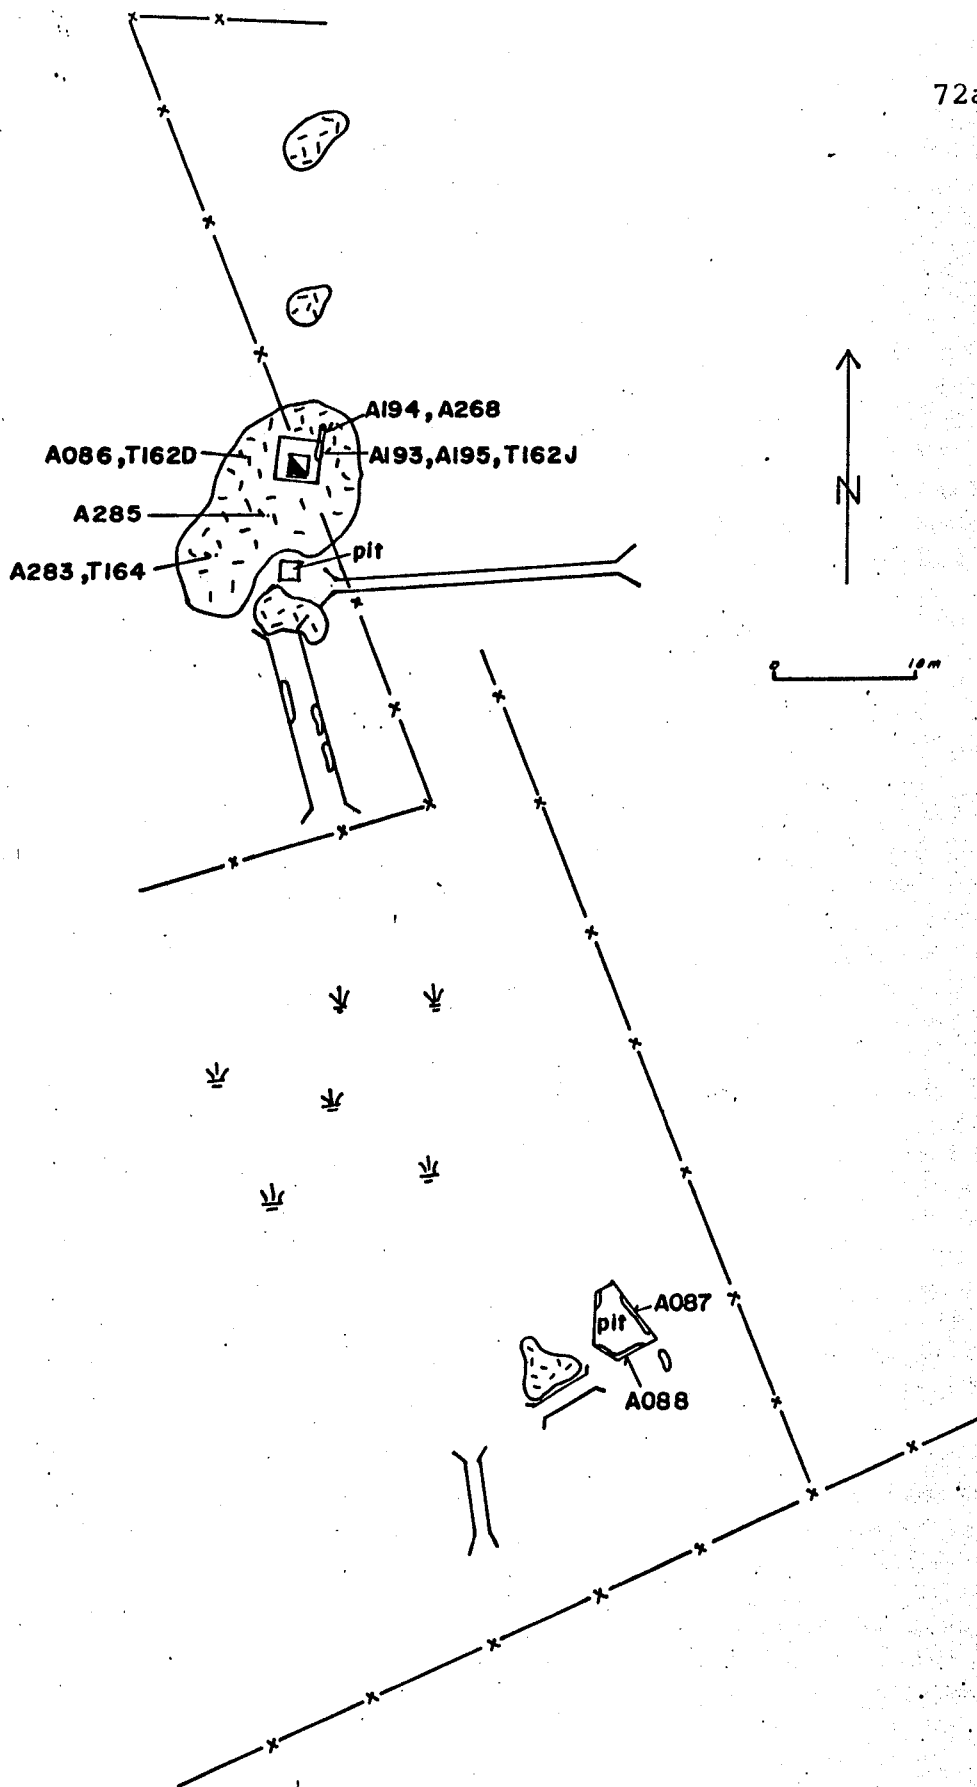 72a
A194, A268
A086, T162D
A193, A195, T162J
A285
pit
A283, T164
N
0 10m
A087
pit
A088